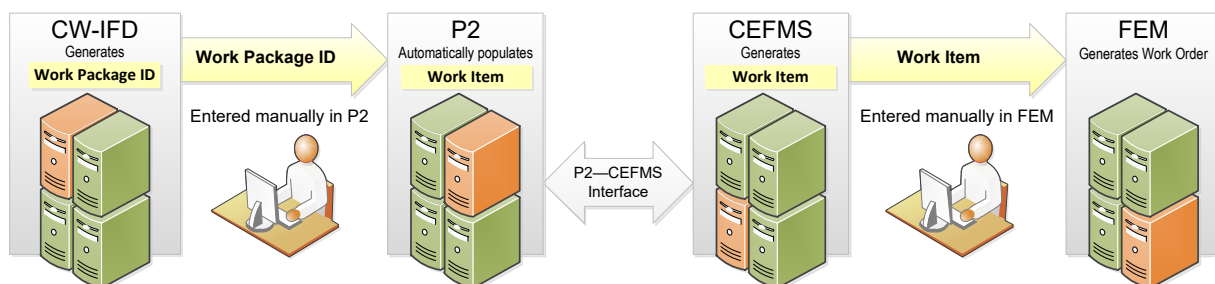 CW-IFD
Generates
Work Package ID
Work Package ID
Entered manually in P2
P2
Automatically populates
Work Item
P2—CEFMS
Interface
CEFMS
Generates
Work Item
Work Item
Entered manually in FEM
FEM
Generates Work Order